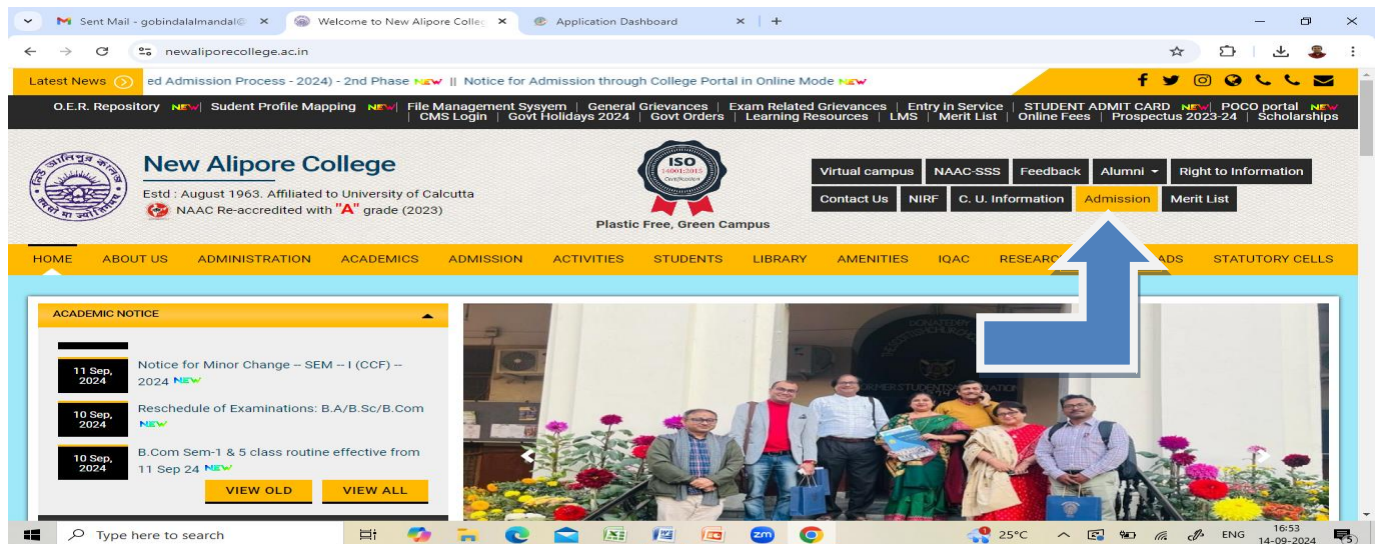 Sent Mail - gobindalalmandal@
Welcome to New Alipore Colleg
Application Dashboard
newaliporecollege.ac.in
Latest News ed Admission Process - 2024) - 2nd Phase NEW || Notice for Admission through College Portal in Online Mode NEW
O.E.R. Repository NEW | Sudent Profile Mapping NEW | File Management Sysyem | General Grievances | Exam Related Grievances | Entry in Service | STUDENT ADMIT CARD NEW | POCO portal NEW
| CMS Login | Govt Holidays 2024 | Govt Orders | Learning Resources | LMS | Merit List | Online Fees | Prospectus 2023-24 | Scholarships
New Alipore College
Estd : August 1963. Affiliated to University of Calcutta
NAAC Re-accredited with "A" grade (2023)
ISO
14001:2015
Plastic Free, Green Campus
Virtual campus NAAC-SSS Feedback Alumni Right to Information
Contact Us NIRF C. U. Information Admission Merit List
HOME ABOUT US ADMINISTRATION ACADEMICS ADMISSION ACTIVITIES STUDENTS LIBRARY AMENITIES IQAC RESEARC ADS STATUTORY CELLS
ACADEMIC NOTICE
11 Sep, 2024
Notice for Minor Change -- SEM -- I (CCF) --
2024 NEW
10 Sep, 2024
Reschedule of Examinations: B.A/B.Sc/B.Com
NEW
10 Sep, 2024
B.Com Sem-1 & 5 class routine effective from
11 Sep 24 NEW
VIEW OLD VIEW ALL
Type here to search
zm
25°C
ENG
16:53
14-09-2024
5